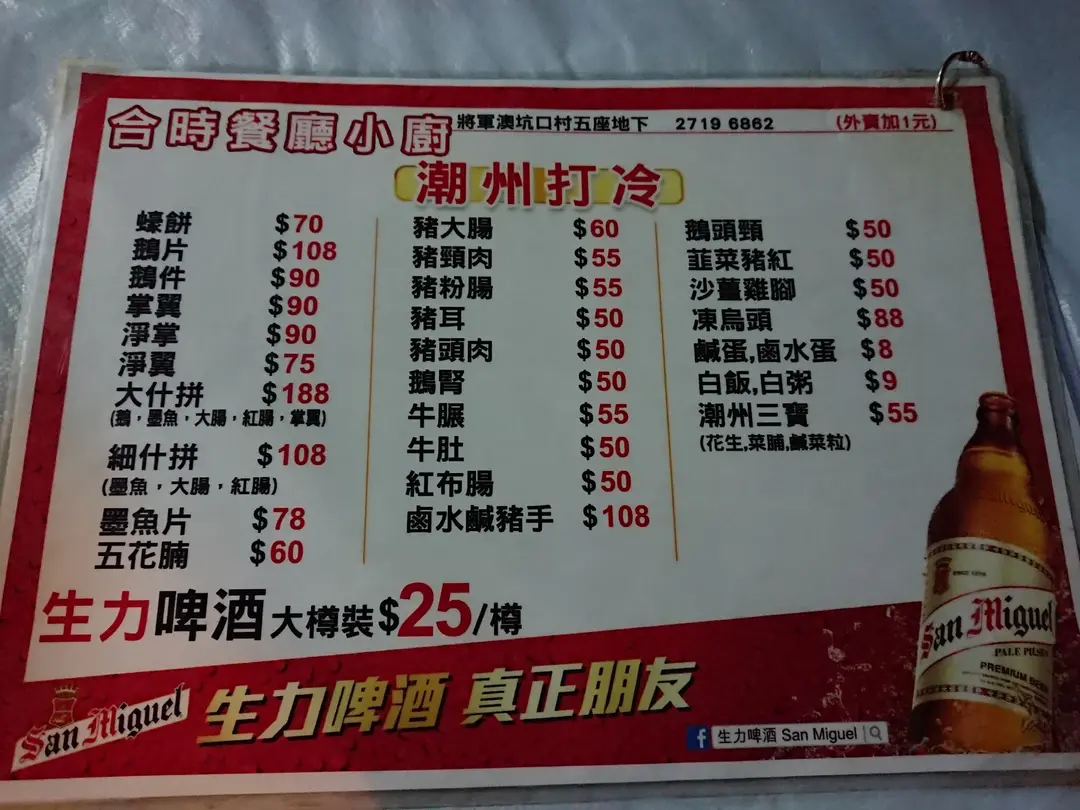 合時餐廳小廚 將軍澳坑口村五座地下 2719 6862 (外賣加1元)
潮州打冷
蠔餅 $70
鵝片 $108
鵝件 $90
掌翼 $90
淨掌 $90
淨翼 $75
大什拼 $188
(鵝，墨魚，大腸，紅腸，掌翼)
細什拼 $108
(墨魚，大腸，紅腸)
墨魚片 $78
五花腩 $60
豬大腸 $60
豬頸肉 $55
豬粉腸 $55
豬耳 $50
豬頭肉 $50
鵝腎 $50
牛𦟌 $55
牛肚 $50
紅布腸 $50
鹵水鹹豬手 $108
鵝頭頸 $50
韮菜豬紅 $50
沙薑雞腳 $50
凍烏頭 $88
鹹蛋,鹵水蛋 $8
白飯,白粥 $9
潮州三寶 $55
(花生,菜脯,鹹菜粒)
生力啤酒 大樽裝 $25/樽
San Miguel 生力啤酒 真正朋友
生力啤酒 San Miguel
San Miguel
PALE PILSEN
PREMIUM BEER